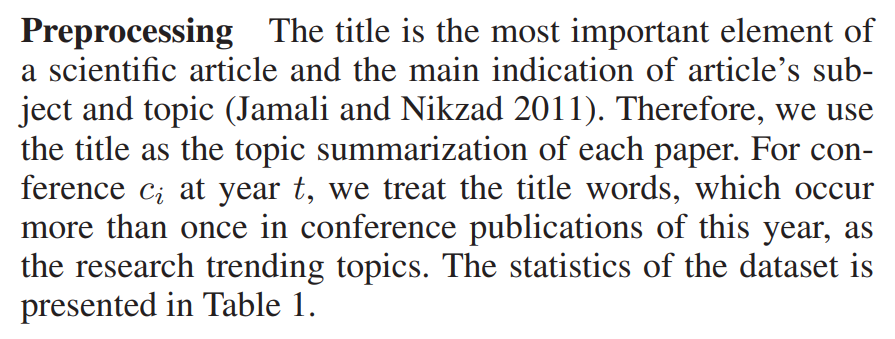 Preprocessing The title is the most important element of
a scientific article and the main indication of article's sub-
ject and topic (Jamali and Nikzad 2011). Therefore, we use
the title as the topic summarization of each paper. For con-
ference cᵢ at year t, we treat the title words, which occur
more than once in conference publications of this year, as
the research trending topics. The statistics of the dataset is
presented in Table 1.